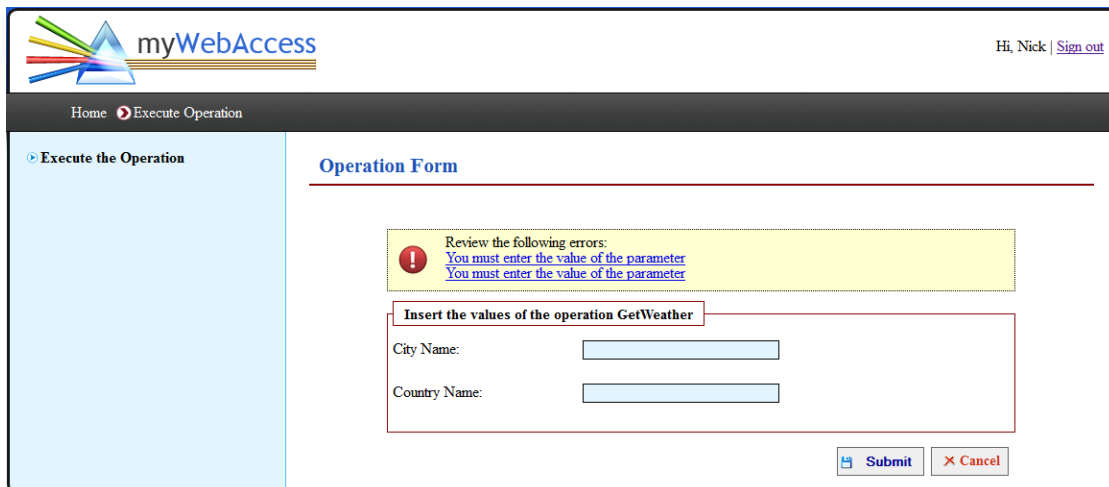 myWebAccess
Hi, Nick | Sign out
Home Execute Operation
Execute the Operation
Operation Form
Review the following errors:
You must enter the value of the parameter
You must enter the value of the parameter
Insert the values of the operation GetWeather
City Name:
Country Name:
Submit Cancel